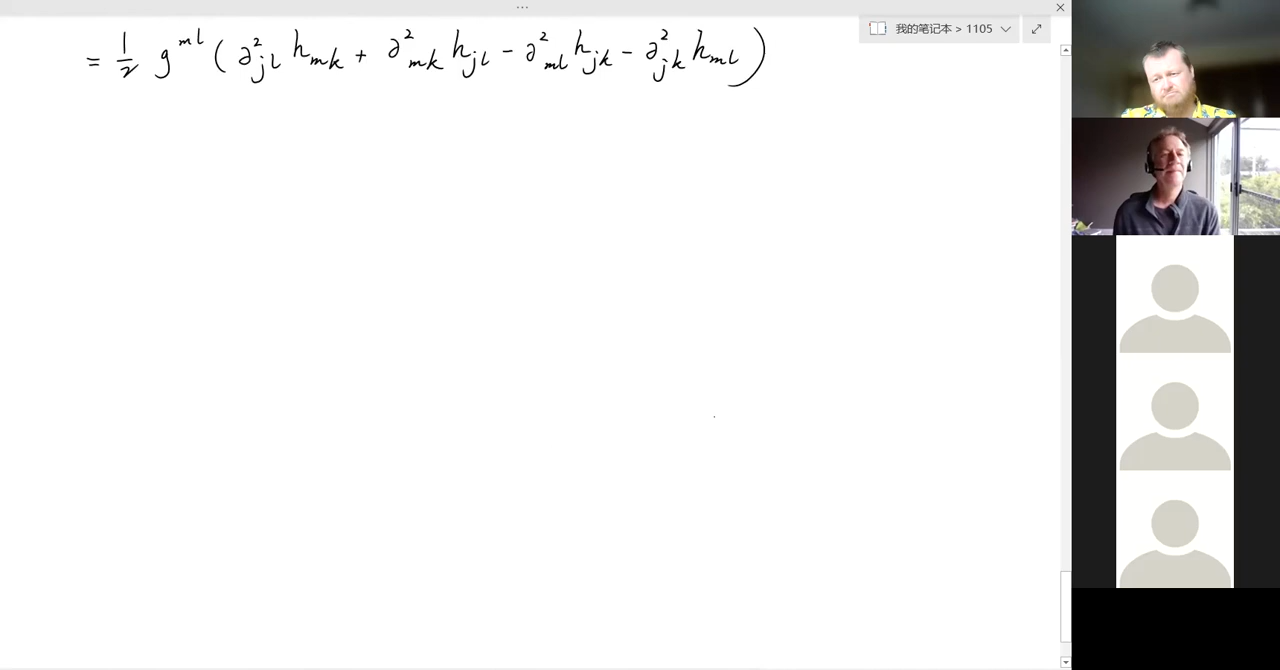 我的笔记本 > 1105
= 1/2 g^{ml} ( ∂²_{jl} h_{mk} + ∂²_{mk} h_{jl} − ∂²_{ml} h_{jk} − ∂²_{jk} h_{ml} )